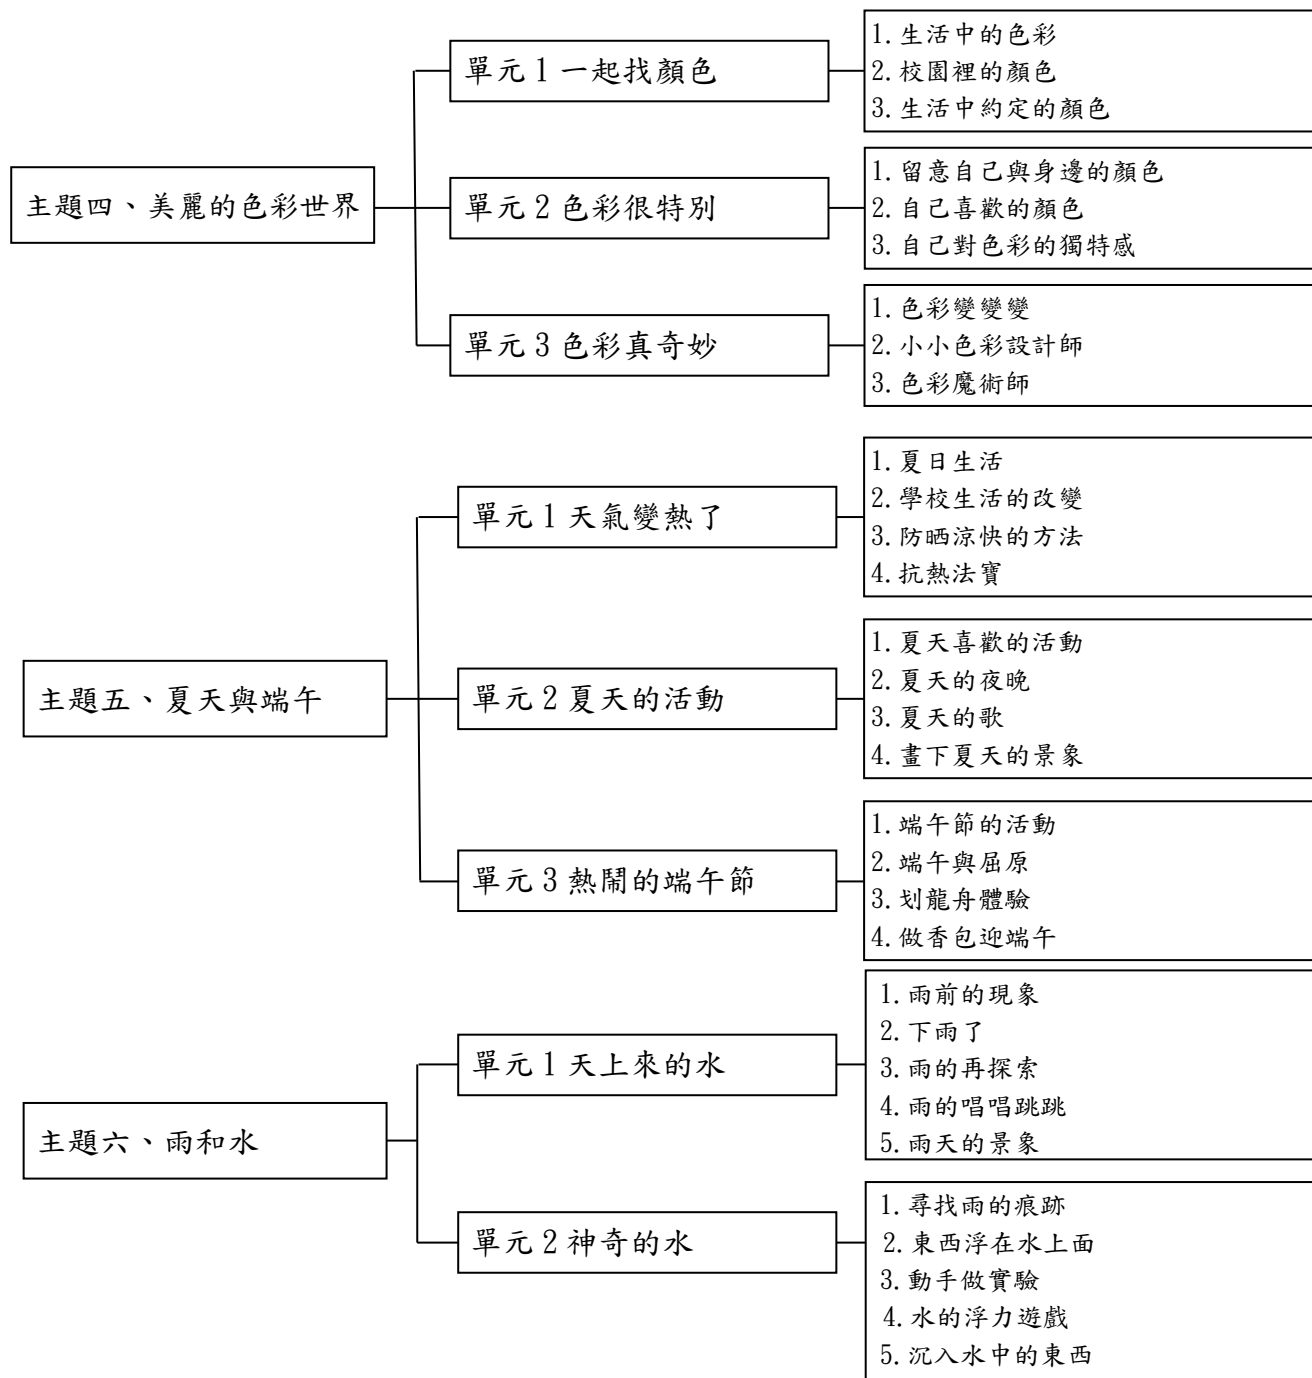 主題四、美麗的色彩世界
單元 1 一起找顏色
1. 生活中的色彩
2. 校園裡的顏色
3. 生活中約定的顏色
單元 2 色彩很特別
1. 留意自己與身邊的顏色
2. 自己喜歡的顏色
3. 自己對色彩的獨特感
單元 3 色彩真奇妙
1. 色彩變變變
2. 小小色彩設計師
3. 色彩魔術師
主題五、夏天與端午
單元 1 天氣變熱了
1. 夏日生活
2. 學校生活的改變
3. 防晒涼快的方法
4. 抗熱法寶
單元 2 夏天的活動
1. 夏天喜歡的活動
2. 夏天的夜晚
3. 夏天的歌
4. 畫下夏天的景象
單元 3 熱鬧的端午節
1. 端午節的活動
2. 端午與屈原
3. 划龍舟體驗
4. 做香包迎端午
主題六、雨和水
單元 1 天上來的水
1. 雨前的現象
2. 下雨了
3. 雨的再探索
4. 雨的唱唱跳跳
5. 雨天的景象
單元 2 神奇的水
1. 尋找雨的痕跡
2. 東西浮在水上面
3. 動手做實驗
4. 水的浮力遊戲
5. 沉入水中的東西